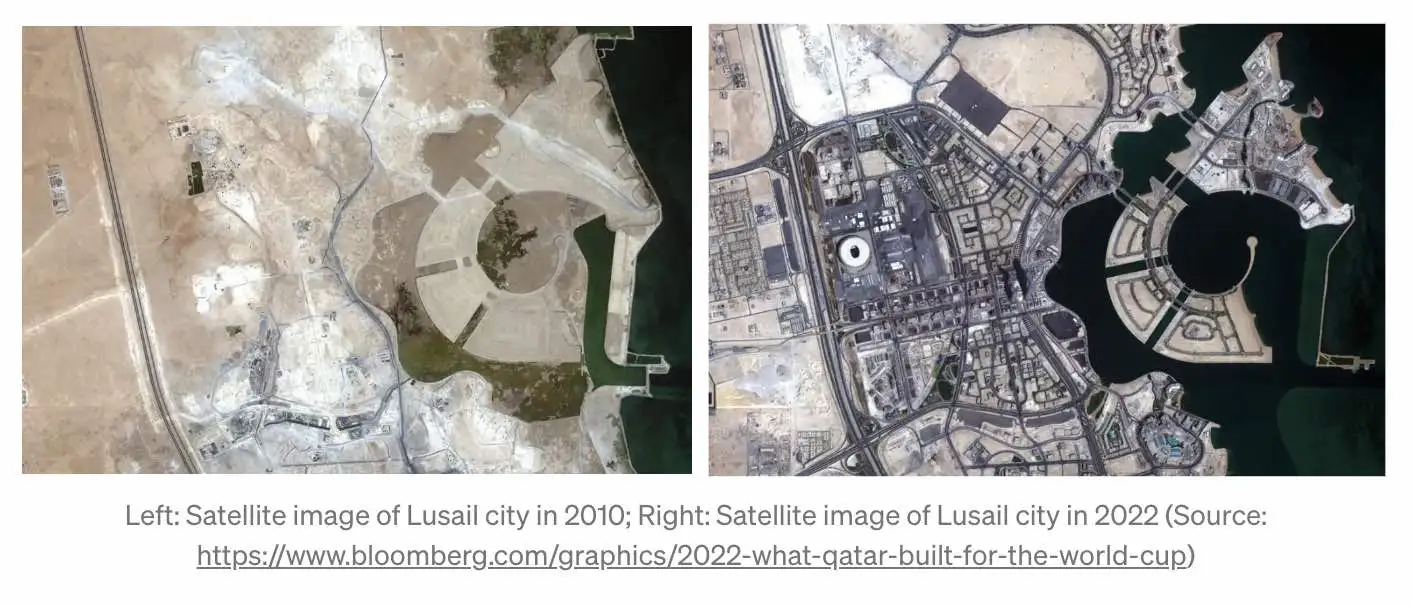 Left: Satellite image of Lusail city in 2010; Right: Satellite image of Lusail city in 2022 (Source:
https://www.bloomberg.com/graphics/2022-what-qatar-built-for-the-world-cup)